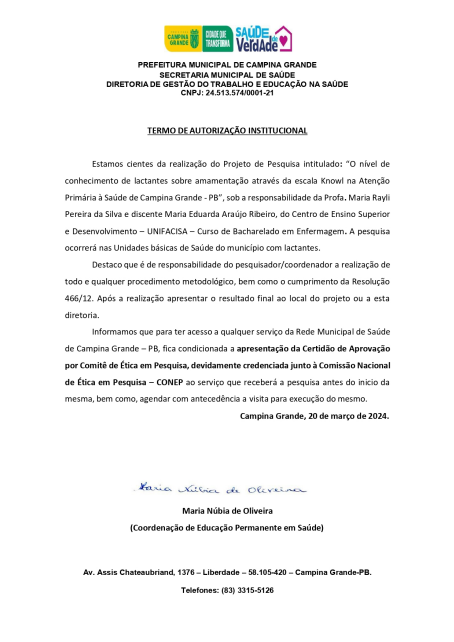 CAMPINA GRANDE
CIDADE QUE TRANSFORMA
SAÚDE de VerdAde
PREFEITURA MUNICIPAL DE CAMPINA GRANDE
SECRETARIA MUNICIPAL DE SAÚDE
DIRETORIA DE GESTÃO DO TRABALHO E EDUCAÇÃO NA SAÚDE
CNPJ: 24.513.574/0001-21
TERMO DE AUTORIZAÇÃO INSTITUCIONAL
Estamos cientes da realização do Projeto de Pesquisa intitulado: “O nível de
conhecimento de lactantes sobre amamentação através da escala Knowl na Atenção
Primária à Saúde de Campina Grande - PB”, sob a responsabilidade da Profa. Maria Rayli
Pereira da Silva e discente Maria Eduarda Araújo Ribeiro, do Centro de Ensino Superior
e Desenvolvimento – UNIFACISA – Curso de Bacharelado em Enfermagem. A pesquisa
ocorrerá nas Unidades básicas de Saúde do município com lactantes.
Destaco que é de responsabilidade do pesquisador/coordenador a realização de
todo e qualquer procedimento metodológico, bem como o cumprimento da Resolução
466/12. Após a realização apresentar o resultado final ao local do projeto ou a esta
diretoria.
Informamos que para ter acesso a qualquer serviço da Rede Municipal de Saúde
de Campina Grande – PB, fica condicionada a apresentação da Certidão de Aprovação
por Comitê de Ética em Pesquisa, devidamente credenciada junto à Comissão Nacional
de Ética em Pesquisa – CONEP ao serviço que receberá a pesquisa antes do inicio da
mesma, bem como, agendar com antecedência a visita para execução do mesmo.
Campina Grande, 20 de março de 2024.
Maria Núbia de Oliveira
Maria Núbia de Oliveira
(Coordenação de Educação Permanente em Saúde)
Av. Assis Chateaubriand, 1376 – Liberdade – 58.105-420 – Campina Grande-PB.
Telefones: (83) 3315-5126